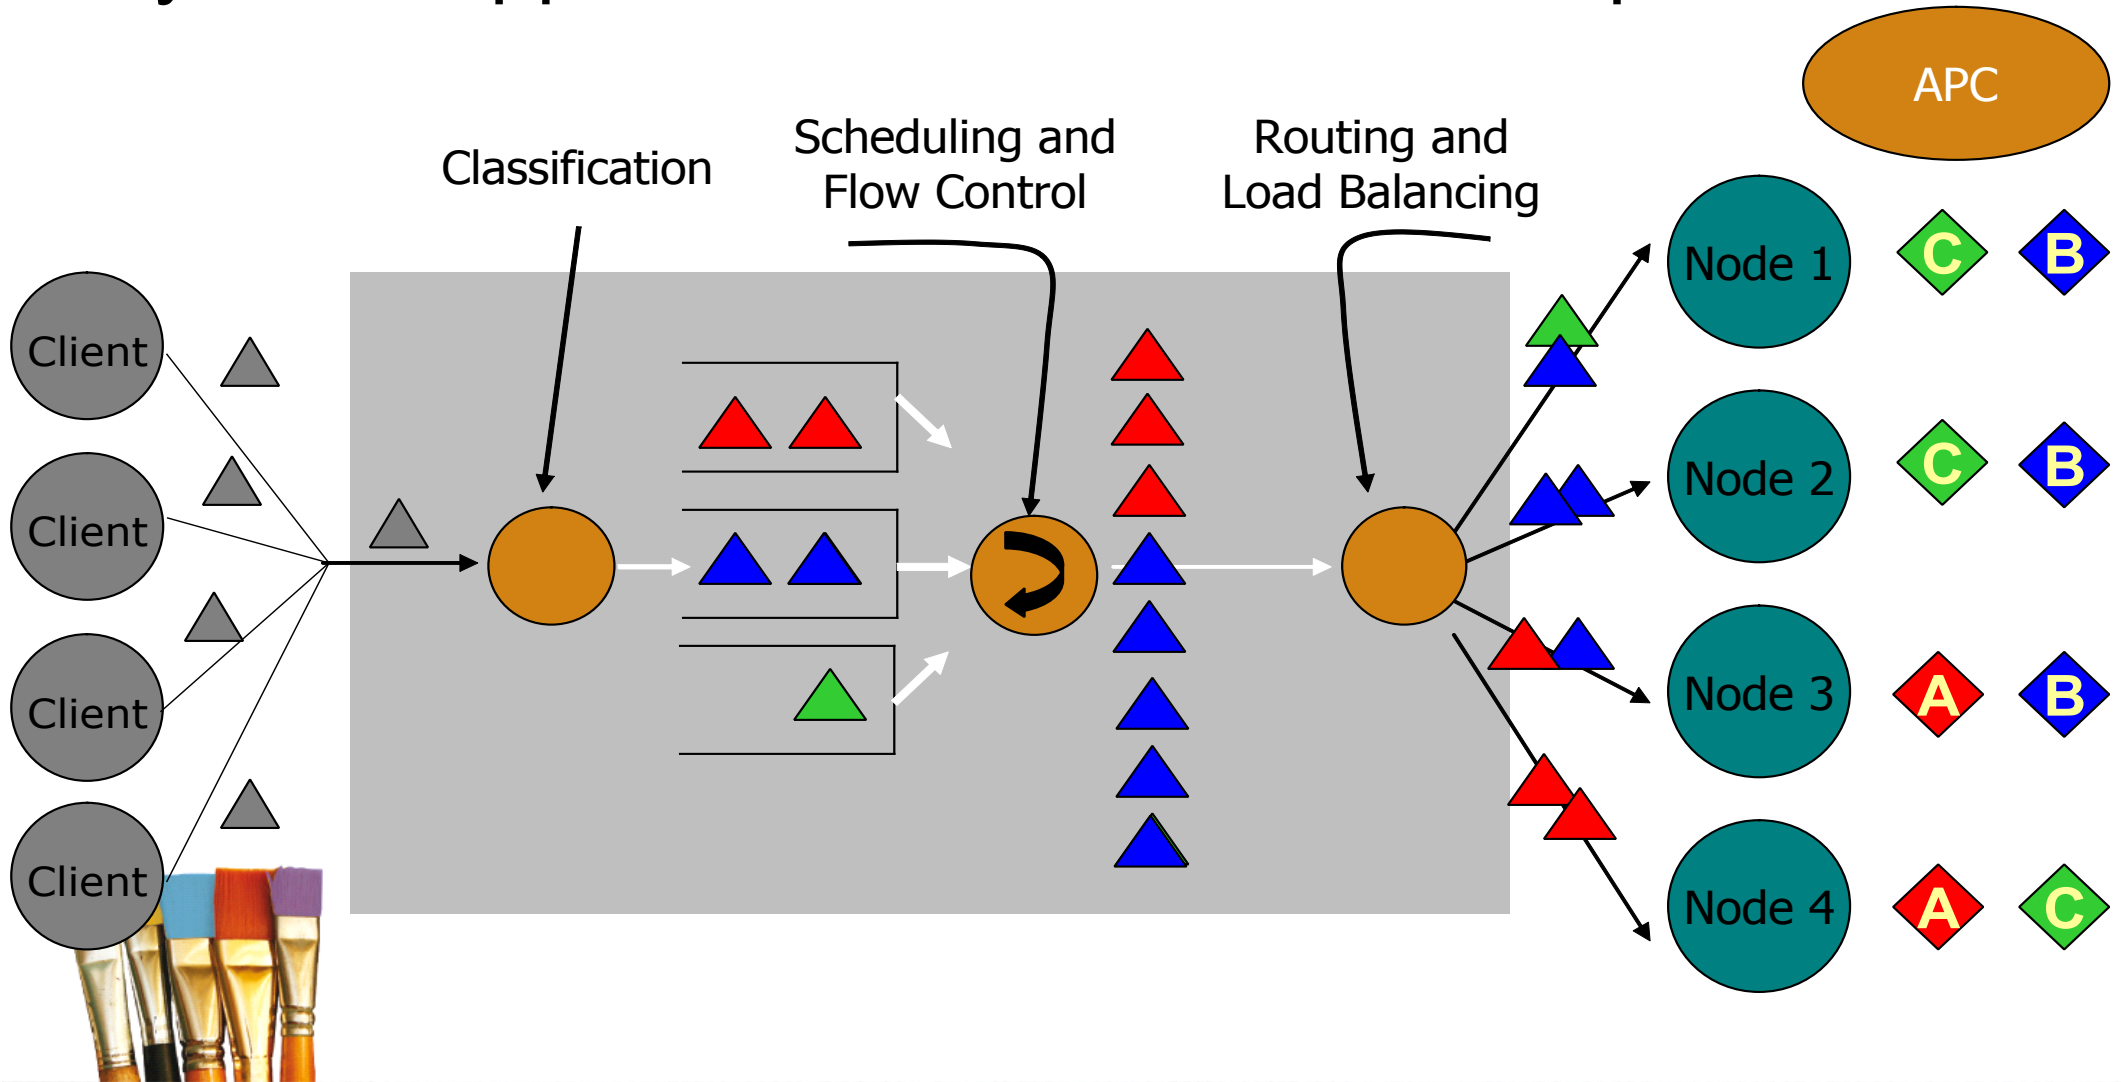 APC
Classification
Scheduling and
Flow Control
Routing and
Load Balancing
Client
Client
Client
Client
Node 1
C
B
Node 2
C
B
Node 3
A
B
Node 4
A
C